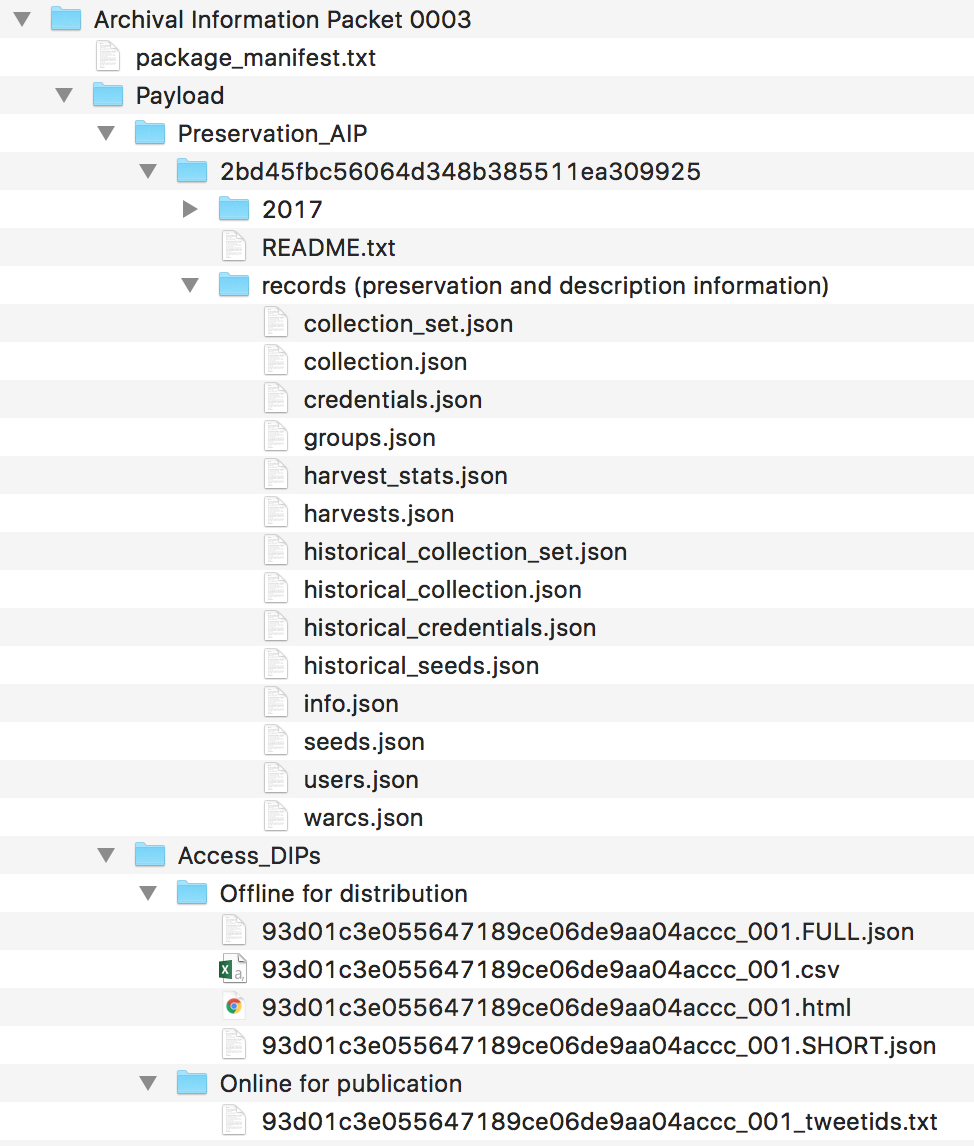 Archival Information Packet 0003
package_manifest.txt
Payload
Preservation_AIP
2bd45fbc56064d348b385511ea309925
2017
README.txt
records (preservation and description information)
collection_set.json
collection.json
credentials.json
groups.json
harvest_stats.json
harvests.json
historical_collection_set.json
historical_collection.json
historical_credentials.json
historical_seeds.json
info.json
seeds.json
users.json
warcs.json
Access_DIPs
Offline for distribution
93d01c3e055647189ce06de9aa04accc_001.FULL.json
93d01c3e055647189ce06de9aa04accc_001.csv
93d01c3e055647189ce06de9aa04accc_001.html
93d01c3e055647189ce06de9aa04accc_001.SHORT.json
Online for publication
93d01c3e055647189ce06de9aa04accc_001_tweetids.txt